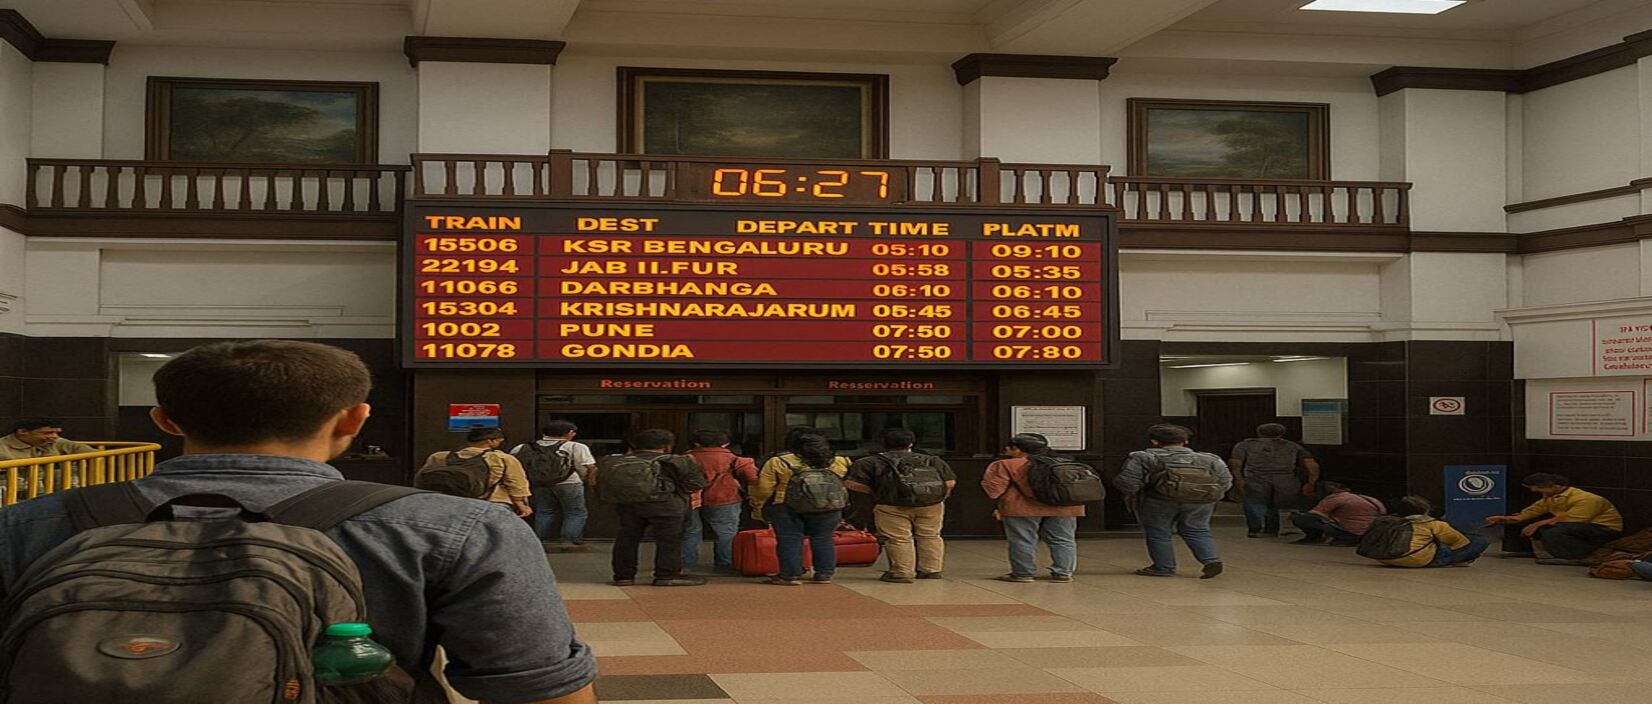 06:27
TRAIN DEST DEPART TIME PLATM
15506 KSR BENGALURU 05:10 09:10
22194 JAB II.FUR 05:58 05:35
11066 DARBHANGA 06:10 06:10
15304 KRISHNARAJARUM 05:45 06:45
1002 PUNE 07:50 07:00
11078 GONDIA 07:50 07:80
Reservation Resservation